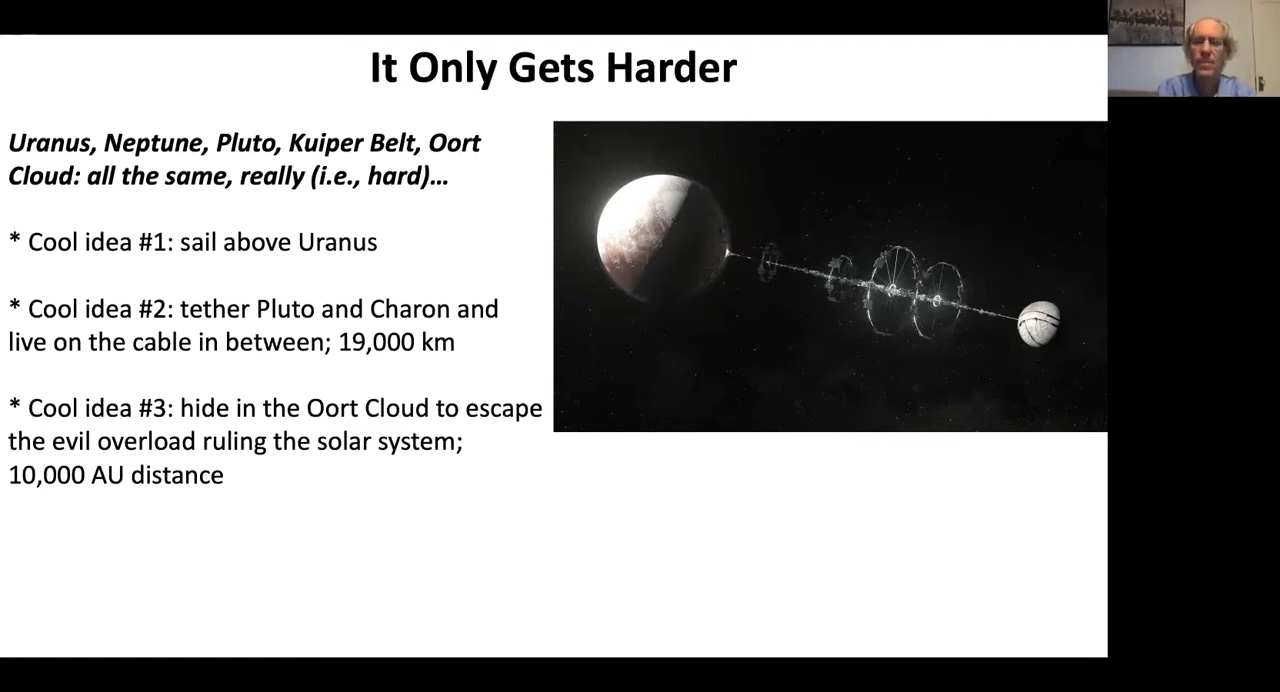 It Only Gets Harder
Uranus, Neptune, Pluto, Kuiper Belt, Oort
Cloud: all the same, really (i.e., hard)…
* Cool idea #1: sail above Uranus
* Cool idea #2: tether Pluto and Charon and
live on the cable in between; 19,000 km
* Cool idea #3: hide in the Oort Cloud to escape
the evil overload ruling the solar system;
10,000 AU distance